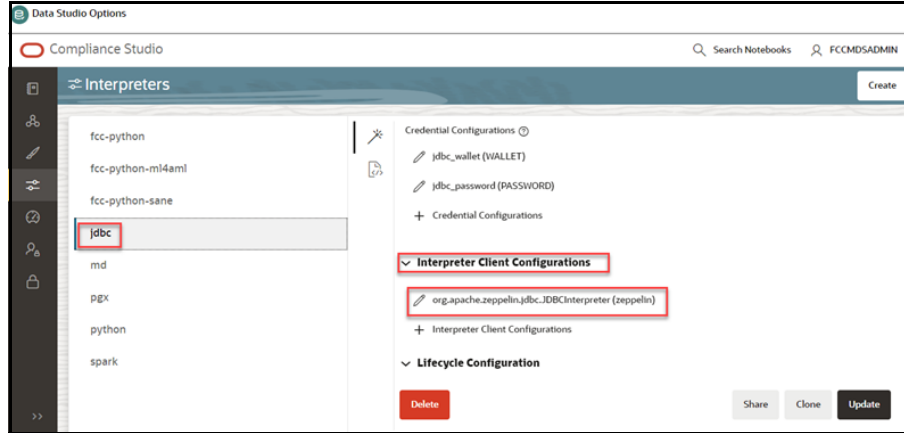 Data Studio Options
Compliance Studio
Search Notebooks
FCCMDSADMIN
Interpreters
Create
fcc-python
fcc-python-ml4aml
fcc-python-sane
jdbc
md
pgx
python
spark
Credential Configurations
jdbc_wallet (WALLET)
jdbc_password (PASSWORD)
+ Credential Configurations
Interpreter Client Configurations
org.apache.zeppelin.jdbc.JDBCInterpreter (zeppelin)
+ Interpreter Client Configurations
Lifecycle Configuration
Delete
Share
Clone
Update